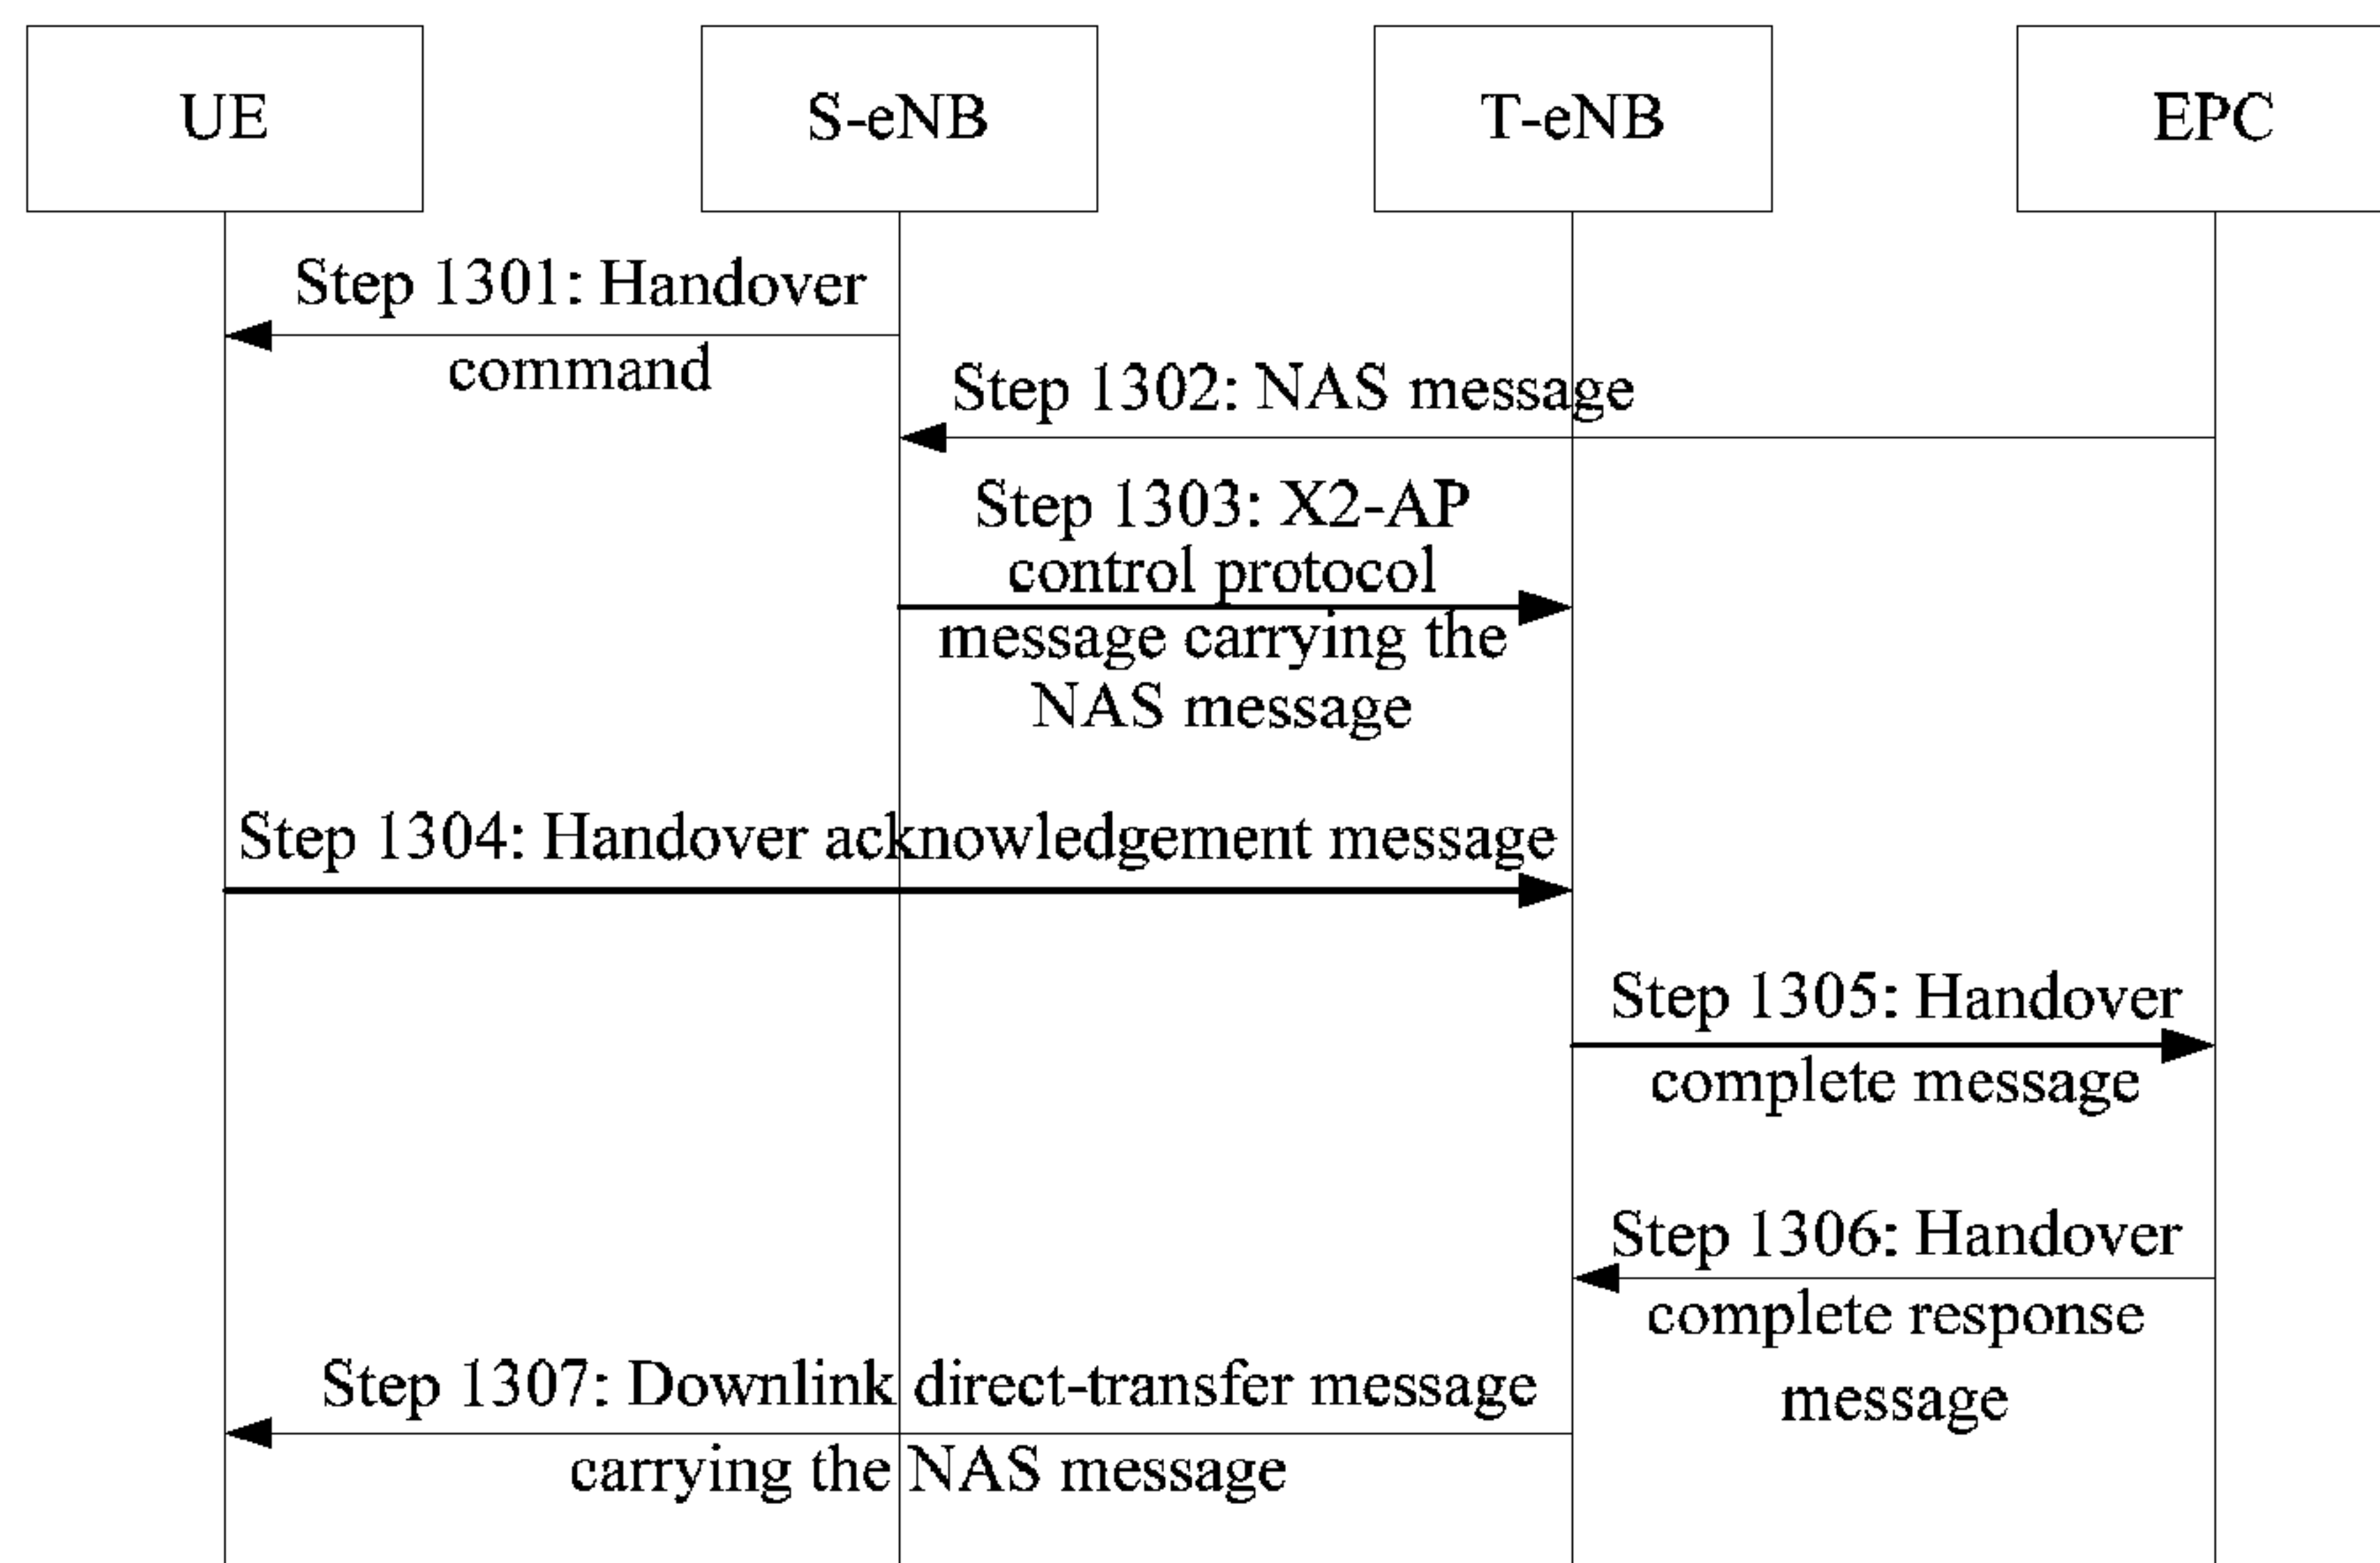 UE
S-eNB
T-eNB
EPC
Step 1301: Handover
command
Step 1302: NAS message
Step 1303: X2-AP
control protocol
message carrying the
NAS message
Step 1304: Handover acknowledgement message
Step 1305: Handover
complete message
Step 1306: Handover
complete response
message
Step 1307: Downlink direct-transfer message
carrying the NAS message